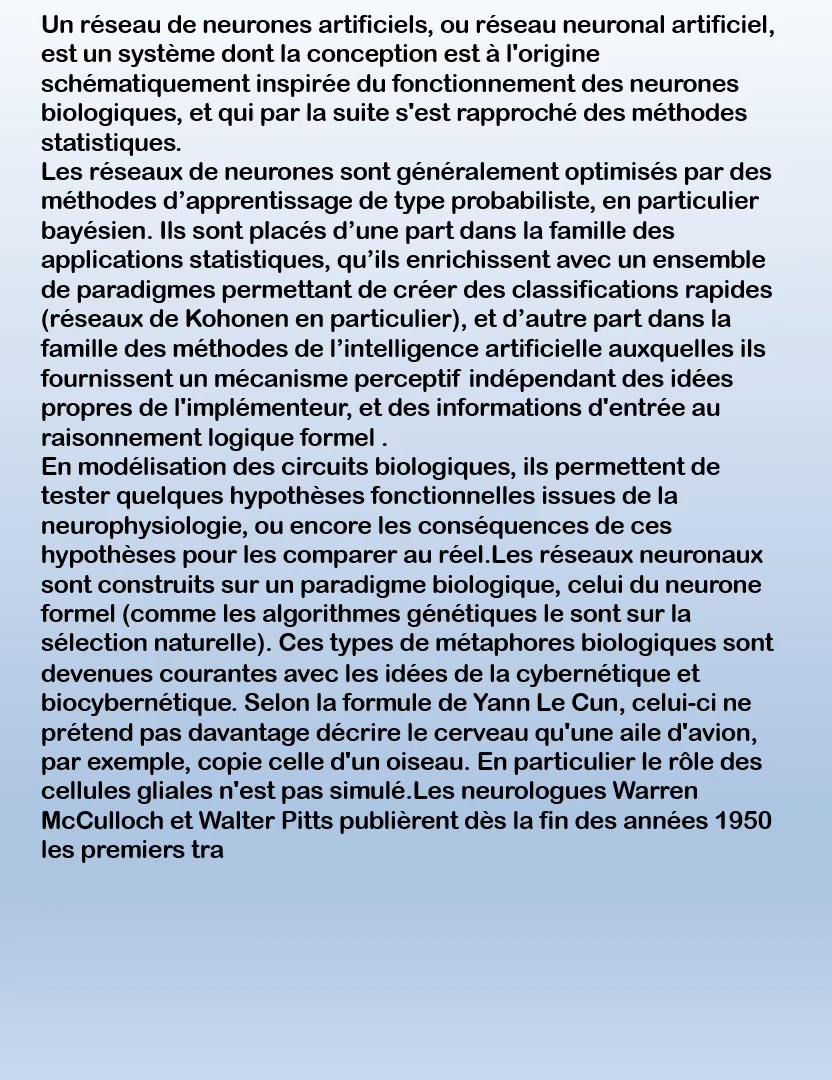 Un réseau de neurones artificiels, ou réseau neuronal artificiel,
est un système dont la conception est à l'origine
schématiquement inspirée du fonctionnement des neurones
biologiques, et qui par la suite s'est rapproché des méthodes
statistiques.
Les réseaux de neurones sont généralement optimisés par des
méthodes d’apprentissage de type probabiliste, en particulier
bayésien. Ils sont placés d’une part dans la famille des
applications statistiques, qu’ils enrichissent avec un ensemble
de paradigmes permettant de créer des classifications rapides
(réseaux de Kohonen en particulier), et d’autre part dans la
famille des méthodes de l’intelligence artificielle auxquelles ils
fournissent un mécanisme perceptif indépendant des idées
propres de l'implémenteur, et des informations d'entrée au
raisonnement logique formel .
En modélisation des circuits biologiques, ils permettent de
tester quelques hypothèses fonctionnelles issues de la
neurophysiologie, ou encore les conséquences de ces
hypothèses pour les comparer au réel.Les réseaux neuronaux
sont construits sur un paradigme biologique, celui du neurone
formel (comme les algorithmes génétiques le sont sur la
sélection naturelle). Ces types de métaphores biologiques sont
devenues courantes avec les idées de la cybernétique et
biocybernétique. Selon la formule de Yann Le Cun, celui-ci ne
prétend pas davantage décrire le cerveau qu'une aile d'avion,
par exemple, copie celle d'un oiseau. En particulier le rôle des
cellules gliales n'est pas simulé.Les neurologues Warren
McCulloch et Walter Pitts publièrent dès la fin des années 1950
les premiers tra